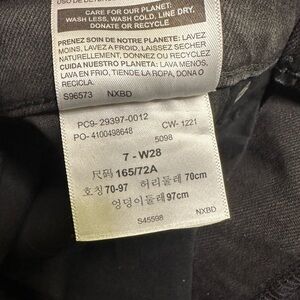 CARE FOR OUR PLANET:
WASH LESS, WASH COLD, LINE DRY,
DONATE OR RECYCLE
PRENEZ SOIN DE NOTRE PLANETE: LAVEZ
MOINS, LAVEZ A FROID, LAISSEZ SECHER
NATURELLEMENT, DONNEZ OU RECYCLEZ
CUIDA NUESTRO PLANETA: LAVA MENOS,
LAVA EN FRIO, TIENDE LA ROPA, DONA O
RECICLA
S96573 NXBD
PC9- 29397-0012
PO- 4100498648 CW- 1221
5098
7 - W28
尺码 165/72A
호칭 70-97 허리둘레 70cm
엉덩이둘레 97cm
NXBD
S45598